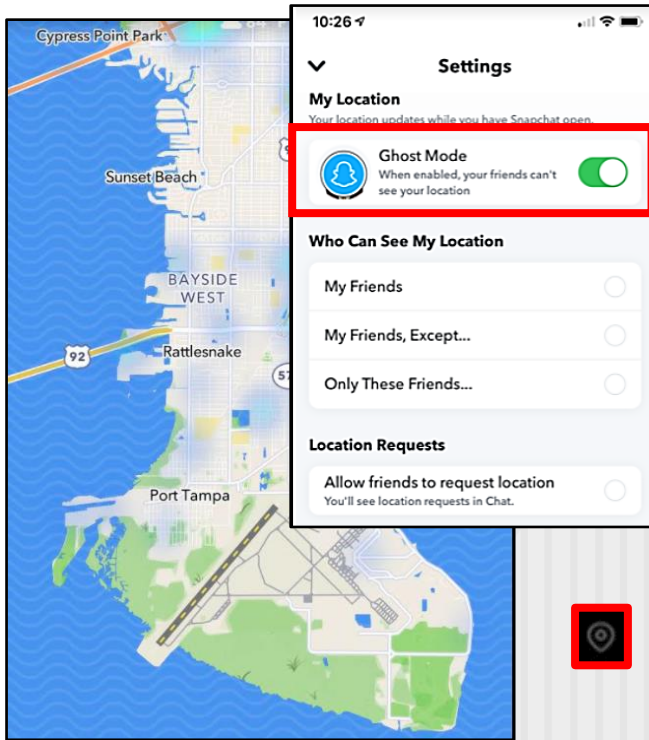 Cypress Point Park
Sunset Beach
BAYSIDE
WEST
92
Rattlesnake
57
Port Tampa
10:26
Settings
My Location
Your location updates while you have Snapchat open.
Ghost Mode
When enabled, your friends can't
see your location
Who Can See My Location
My Friends
My Friends, Except...
Only These Friends...
Location Requests
Allow friends to request location
You'll see location requests in Chat.